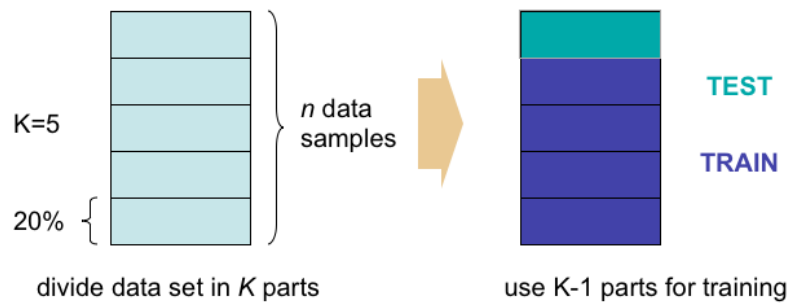 K=5
20%
n data
samples
divide data set in K parts
TEST
TRAIN
use K-1 parts for training